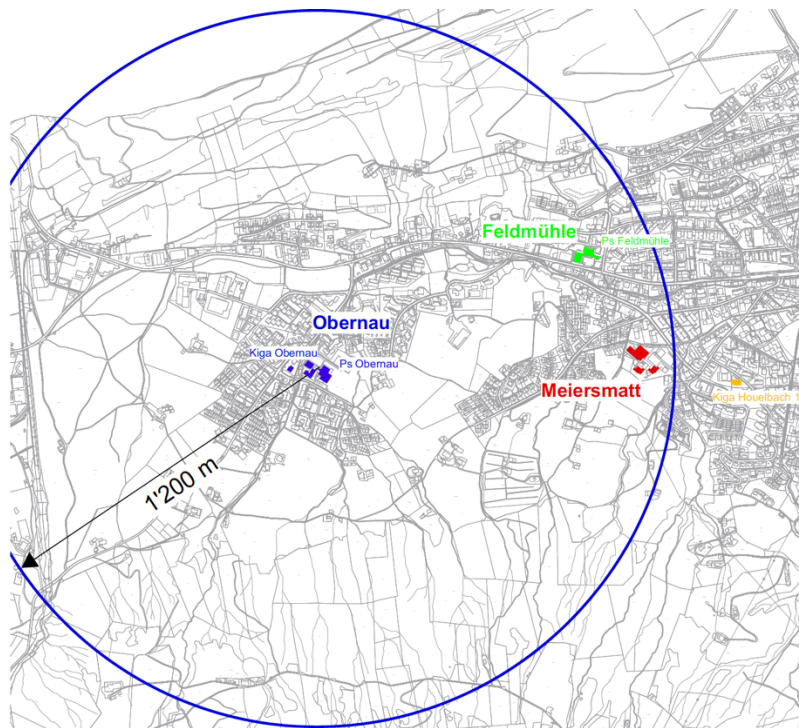 Feldmühle
Ps Feldmühle
Obernau
Kiga Obernau
Ps Obernau
Meiersmatt
Kiga Houelbach 1
1'200 m